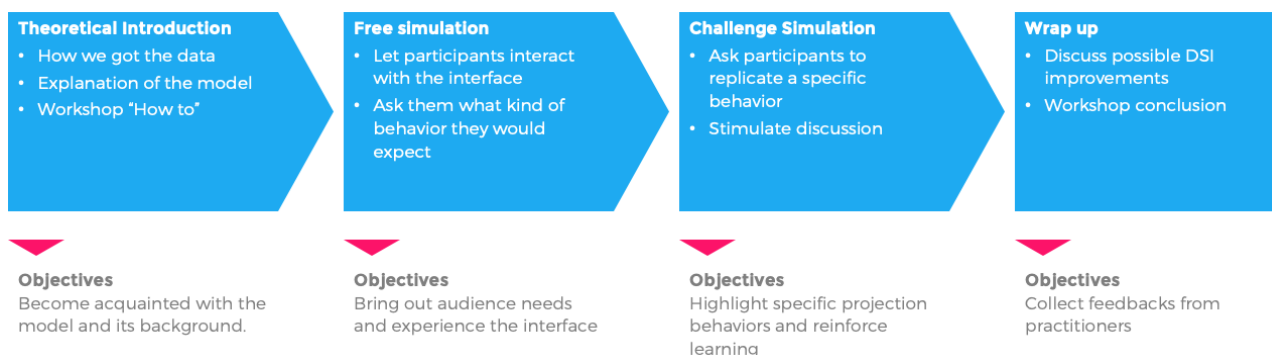 Theoretical Introduction
• How we got the data
• Explanation of the model
• Workshop “How to”
Free simulation
• Let participants interact
with the interface
• Ask them what kind of
behavior they would
expect
Challenge Simulation
• Ask participants to
replicate a specific
behavior
• Stimulate discussion
Wrap up
• Discuss possible DSI
improvements
• Workshop conclusion
Objectives
Become acquainted with the
model and its background.
Objectives
Bring out audience needs
and experience the interface
Objectives
Highlight specific projection
behaviors and reinforce
learning
Objectives
Collect feedbacks from
practitioners